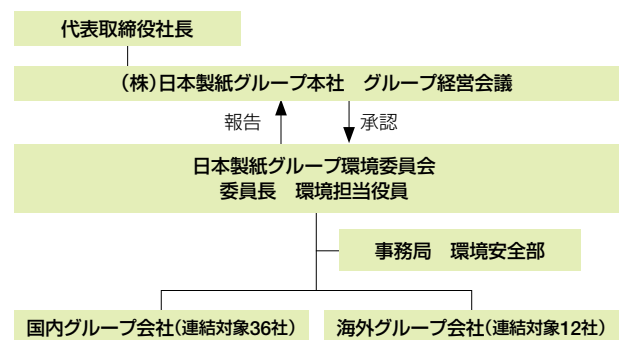 代表取締役社長
(株)日本製紙グループ本社　グループ経営会議
報告
承認
日本製紙グループ環境委員会
委員長　環境担当役員
事務局　環境安全部
国内グループ会社(連結対象36社)
海外グループ会社(連結対象12社)